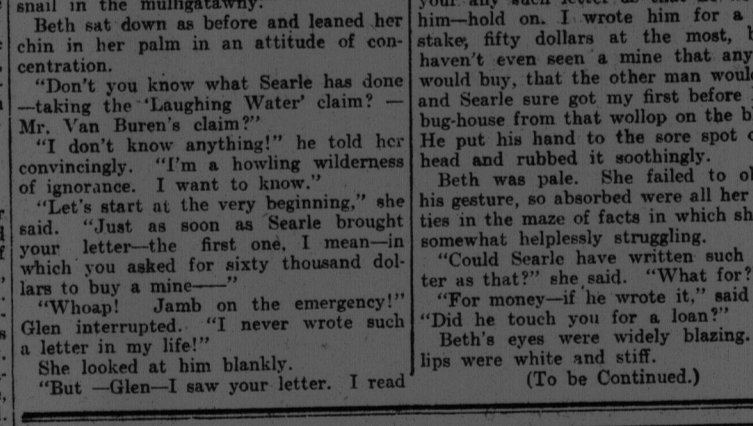 snail in the mulligatawny.
Beth sat down as before and leaned her
chin in her palm in an attitude of con-
centration.
"Don't you know what Searle has done
—taking the 'Laughing Water' claim? —
Mr. Van Buren's claim?"
"I don't know anything!" he told her
convincingly. "I'm a howling wilderness
of ignorance. I want to know."
"Let's start at the very beginning," she
said. "Just as soon as Searle brought
your letter—the first one, I mean—in
which you asked for sixty thousand dol-
lars to buy a mine——"
"Whoap! Jamb on the emergency!"
Glen interrupted. "I never wrote such
a letter in my life!"
She looked at him blankly.
"But —Glen—I saw your letter. I read
him—hold on. I wrote him for a
stake, fifty dollars at the most,
haven't even seen a mine that any
would buy, that the other man
and Searle sure got my first before
bug-house from that wollop on the
He put his hand to the sore spot
head and rubbed it soothingly.
Beth was pale. She failed to
his gesture, so absorbed were all her
ties in the maze of facts in which
somewhat helplessly struggling.
"Could Searle have written such
ter as that?" she said. "What for?
"For money—if he wrote it," said
"Did he touch you for a loan?"
Beth's eyes were widely blazing.
lips were white and stiff.
(To be Continued.)